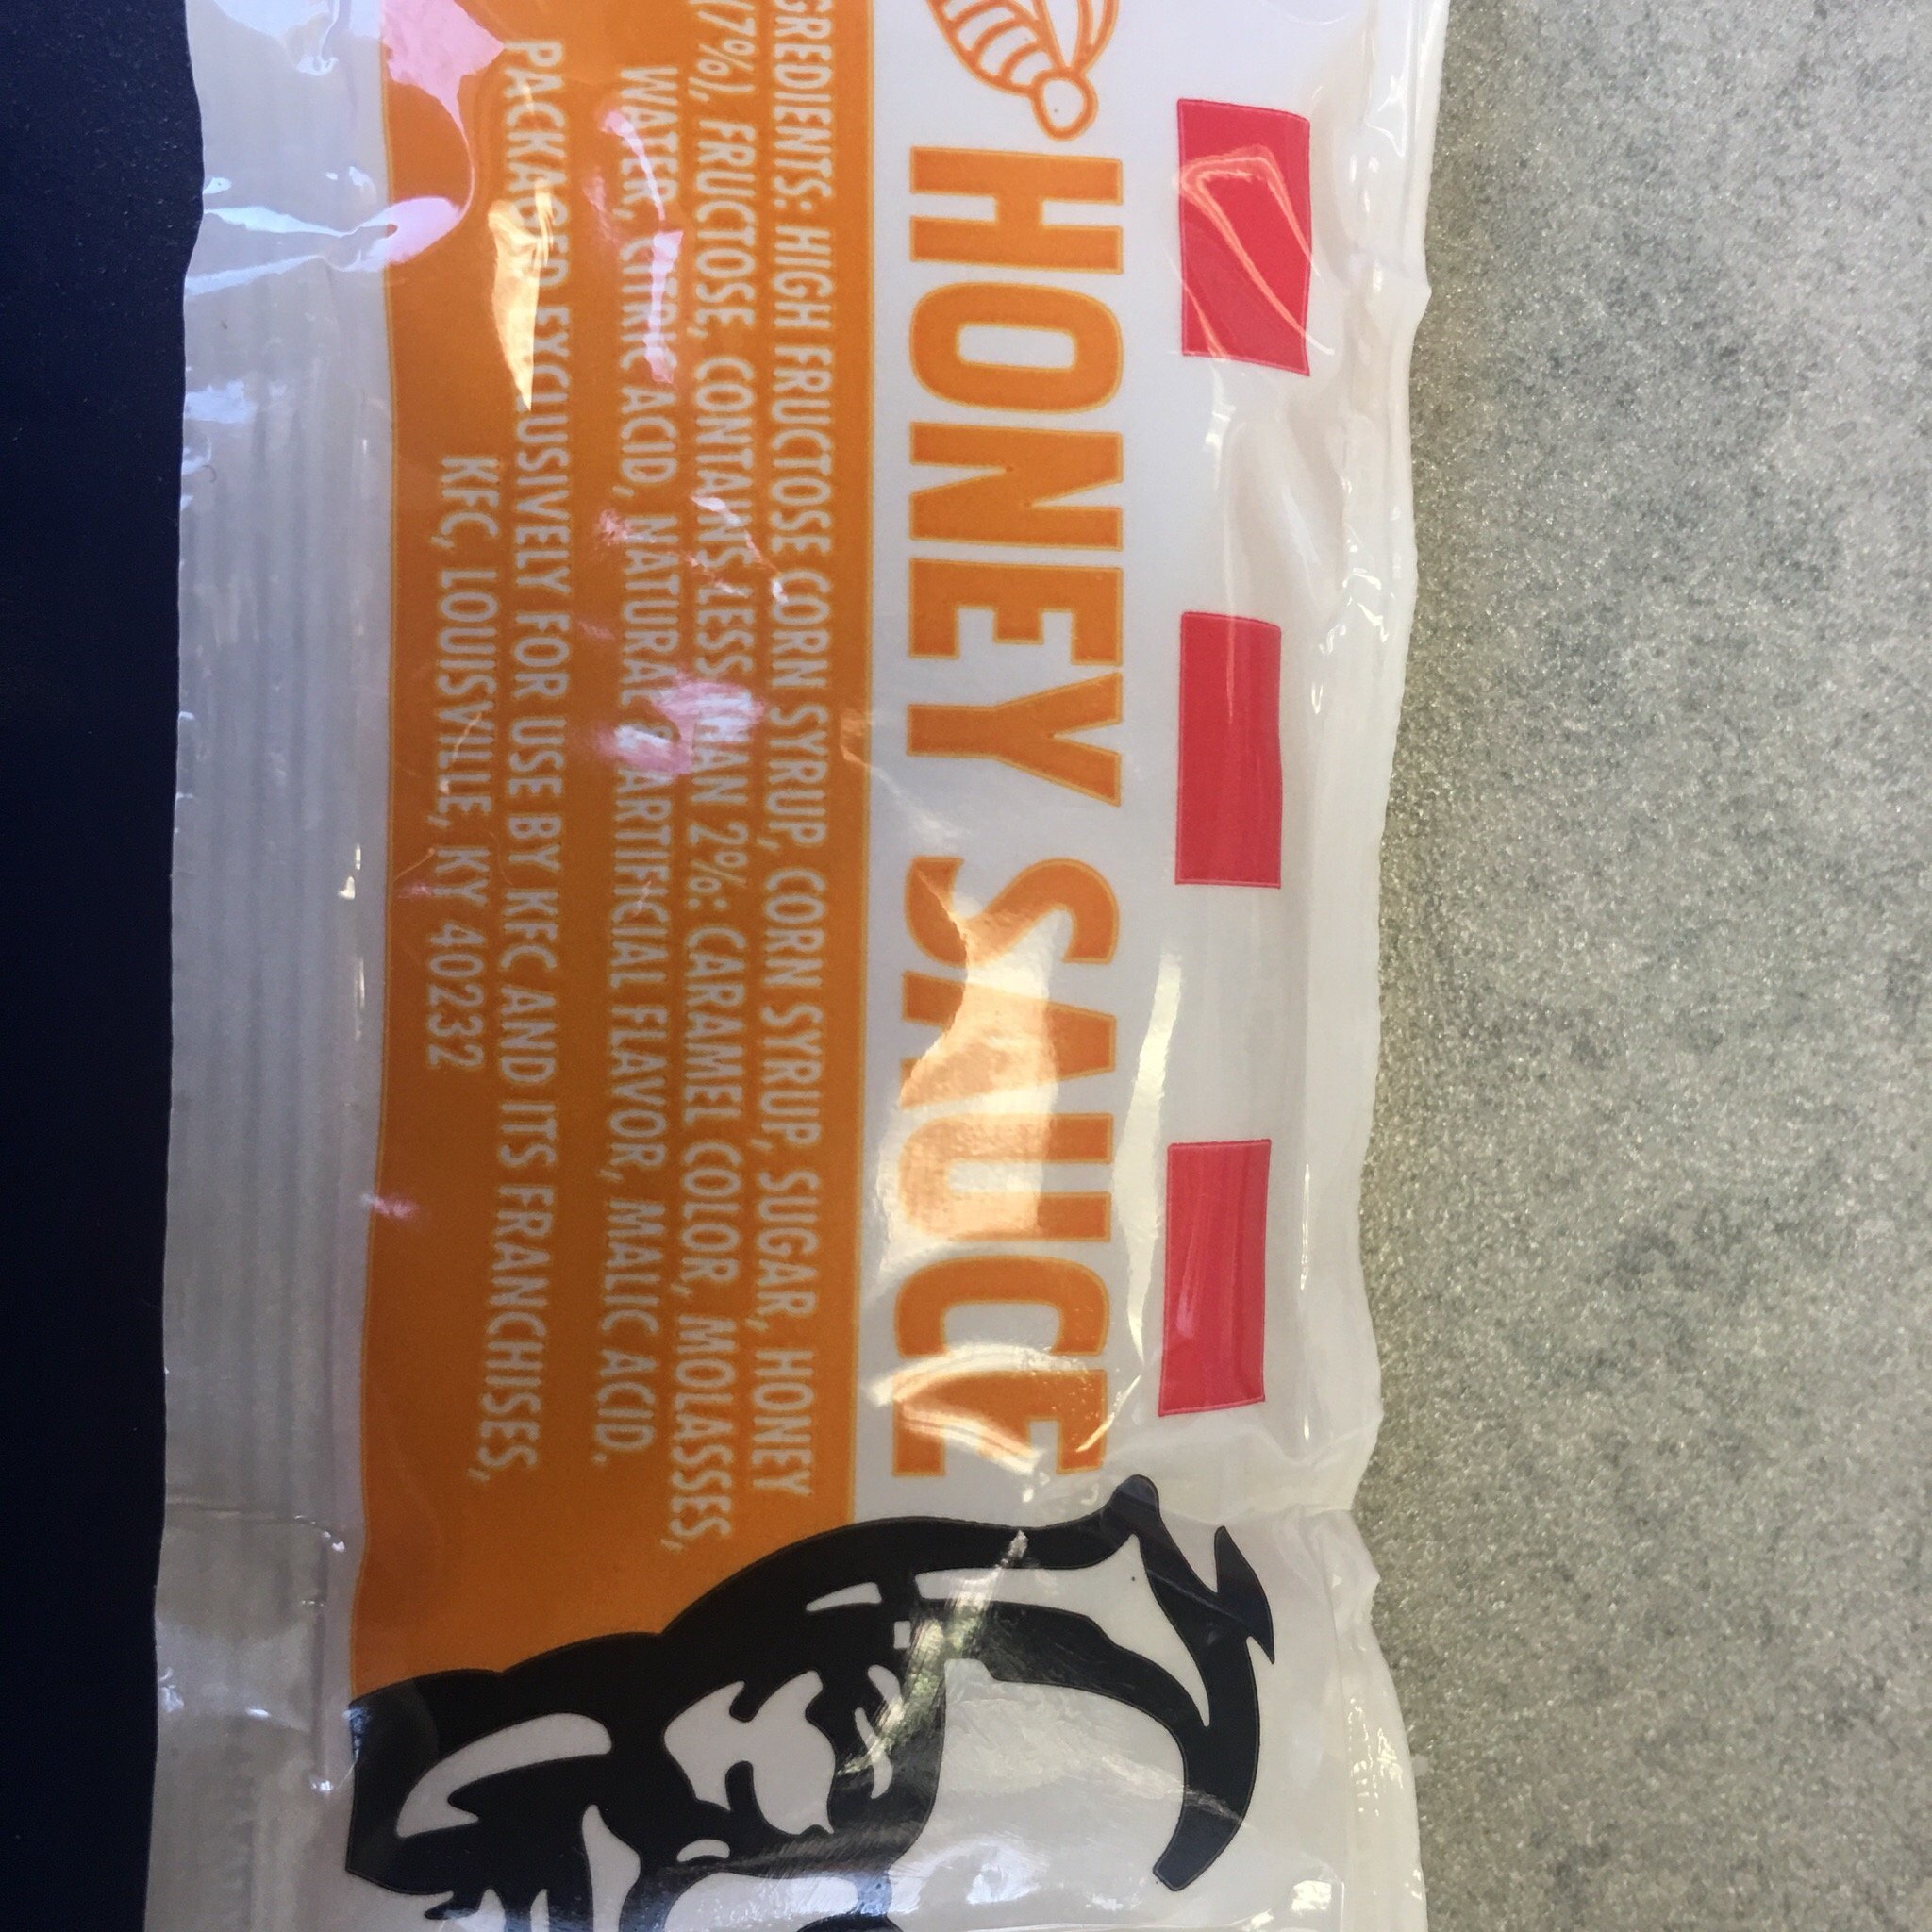 HONEY SAUCE
INGREDIENTS: HIGH FRUCTOSE CORN SYRUP, CORN SYRUP, SUGAR, HONEY
(7%), FRUCTOSE, CONTAINS LESS THAN 2%: CARAMEL COLOR, MOLASSES,
WATER, CITRIC ACID, NATURAL & ARTIFICIAL FLAVOR, MALIC ACID.
PACKAGED EXCLUSIVELY FOR USE BY KFC AND ITS FRANCHISES,
KFC, LOUISVILLE, KY 40232